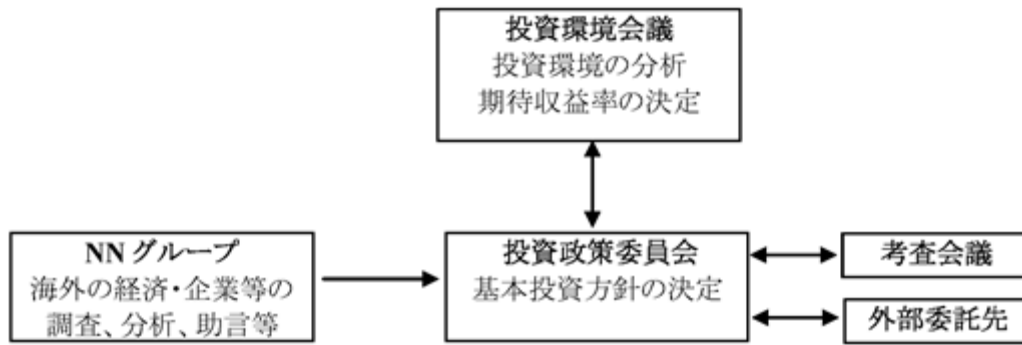 投資環境会議
投資環境の分析
期待収益率の決定
NN グループ
海外の経済・企業等の
調査、分析、助言等
投資政策委員会
基本投資方針の決定
考査会議
外部委託先